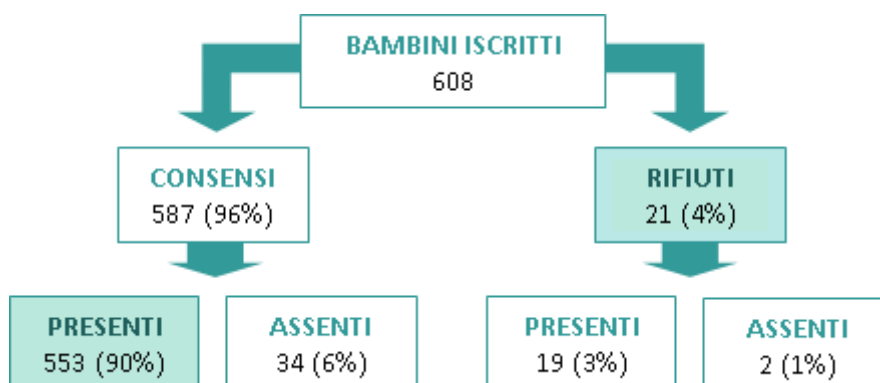 BAMBINI ISCRITTI
608
CONSENSI
587 (96%)
RIFIUTI
21 (4%)
PRESENTI
553 (90%)
ASSENTI
34 (6%)
PRESENTI
19 (3%)
ASSENTI
2 (1%)